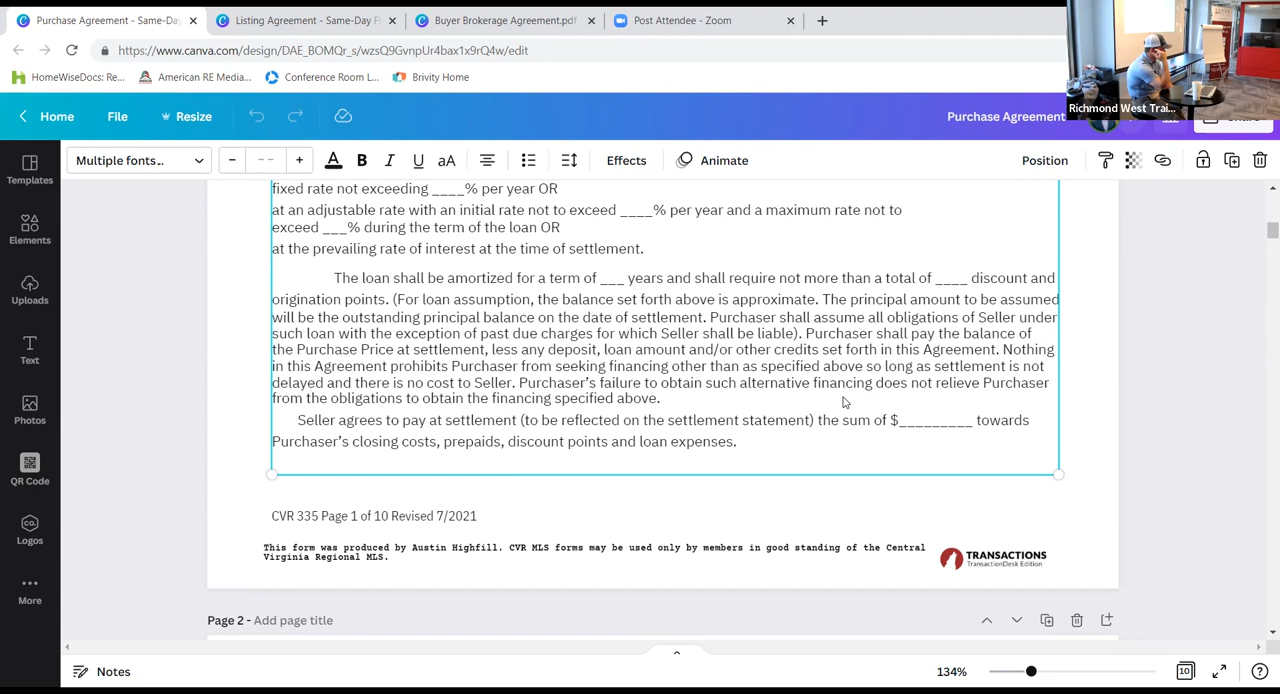 Purchase Agreement - Same-Day
Listing Agreement - Same-Day F
Buyer Brokerage Agreement.pdf
Post Attendee - Zoom
https://www.canva.com/design/DAE_BOMQr_s/wzsQ9GvnpUr4bax1x9rQ4w/edit
HomeWiseDocs: Re...
American RE Media...
Conference Room L...
Brivity Home
Richmond West Trai...
Home
File
Resize
Purchase Agreement
Multiple fonts...
Effects
Animate
Position
Templates
Elements
Uploads
Text
Photos
QR Code
Logos
More
fixed rate not exceeding ____% per year OR
at an adjustable rate with an initial rate not to exceed ____% per year and a maximum rate not to
exceed ___% during the term of the loan OR
at the prevailing rate of interest at the time of settlement.
The loan shall be amortized for a term of ___ years and shall require not more than a total of ____ discount and
origination points. (For loan assumption, the balance set forth above is approximate. The principal amount to be assumed
will be the outstanding principal balance on the date of settlement. Purchaser shall assume all obligations of Seller under
such loan with the exception of past due charges for which Seller shall be liable). Purchaser shall pay the balance of
the Purchase Price at settlement, less any deposit, loan amount and/or other credits set forth in this Agreement. Nothing
in this Agreement prohibits Purchaser from seeking financing other than as specified above so long as settlement is not
delayed and there is no cost to Seller. Purchaser's failure to obtain such alternative financing does not relieve Purchaser
from the obligations to obtain the financing specified above.
Seller agrees to pay at settlement (to be reflected on the settlement statement) the sum of $_________ towards
Purchaser's closing costs, prepaids, discount points and loan expenses.
CVR 335 Page 1 of 10 Revised 7/2021
This form was produced by Austin Highfill. CVR MLS forms may be used only by members in good standing of the Central
Virginia Regional MLS.
TRANSACTIONS
TransactionDesk Edition
Page 2 - Add page title
Notes
134%
10